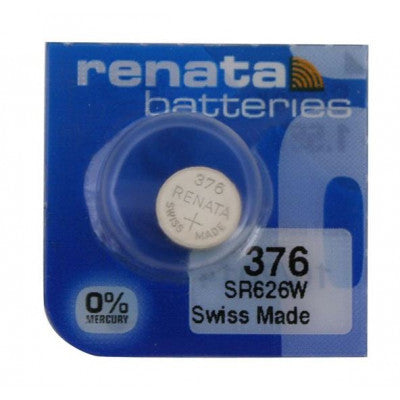 renata
batteries
376
RENATA
+
SWISS MADE
376
SR626W
Swiss Made
0%
MERCURY